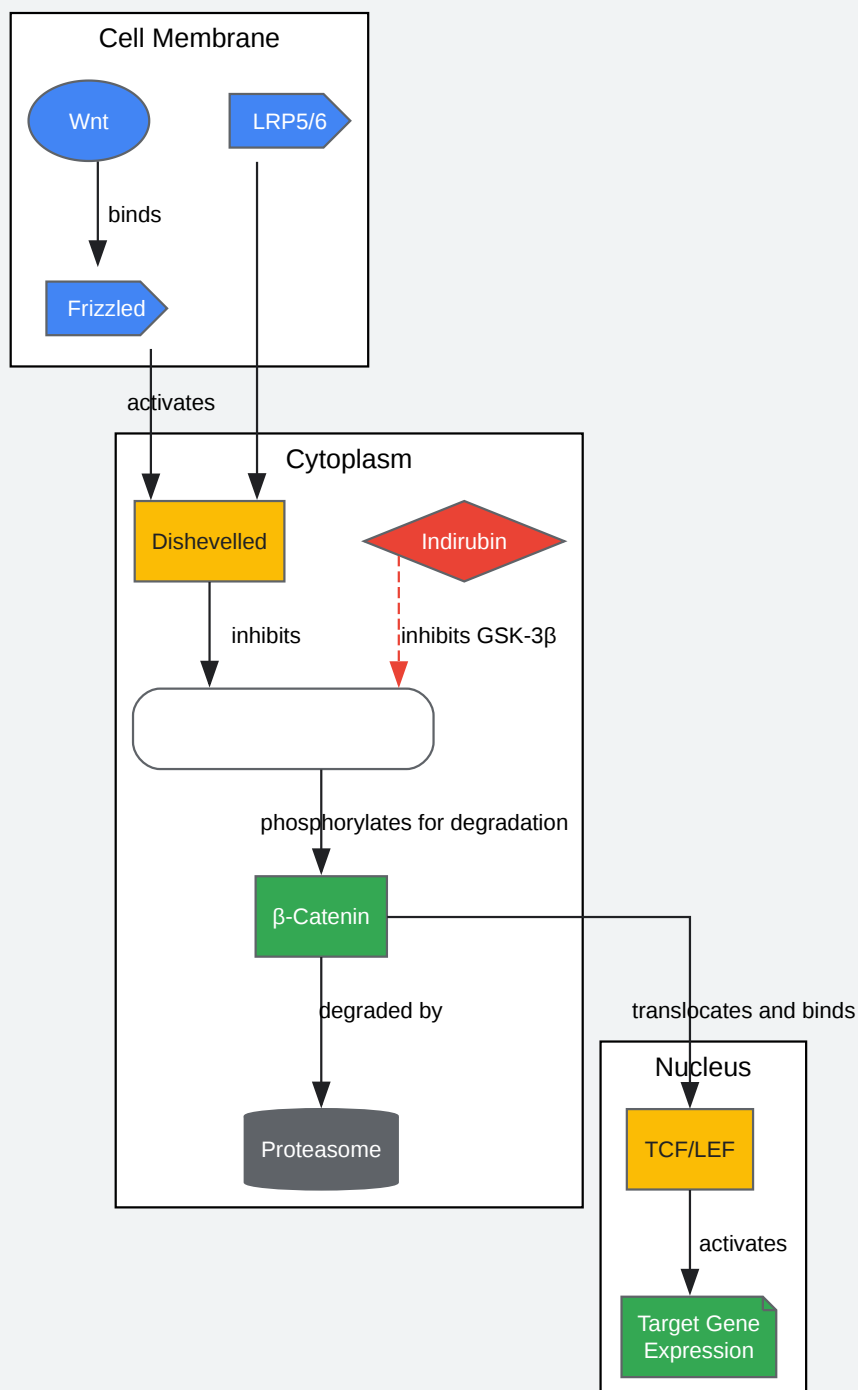 Cell Membrane
Wnt
LRP5/6
binds
Frizzled
activates
Cytoplasm
Dishevelled
Indirubin
inhibits
inhibits GSK-3β
phosphorylates for degradation
β-Catenin
degraded by
translocates and binds
Nucleus
Proteasome
TCF/LEF
activates
Target Gene
Expression